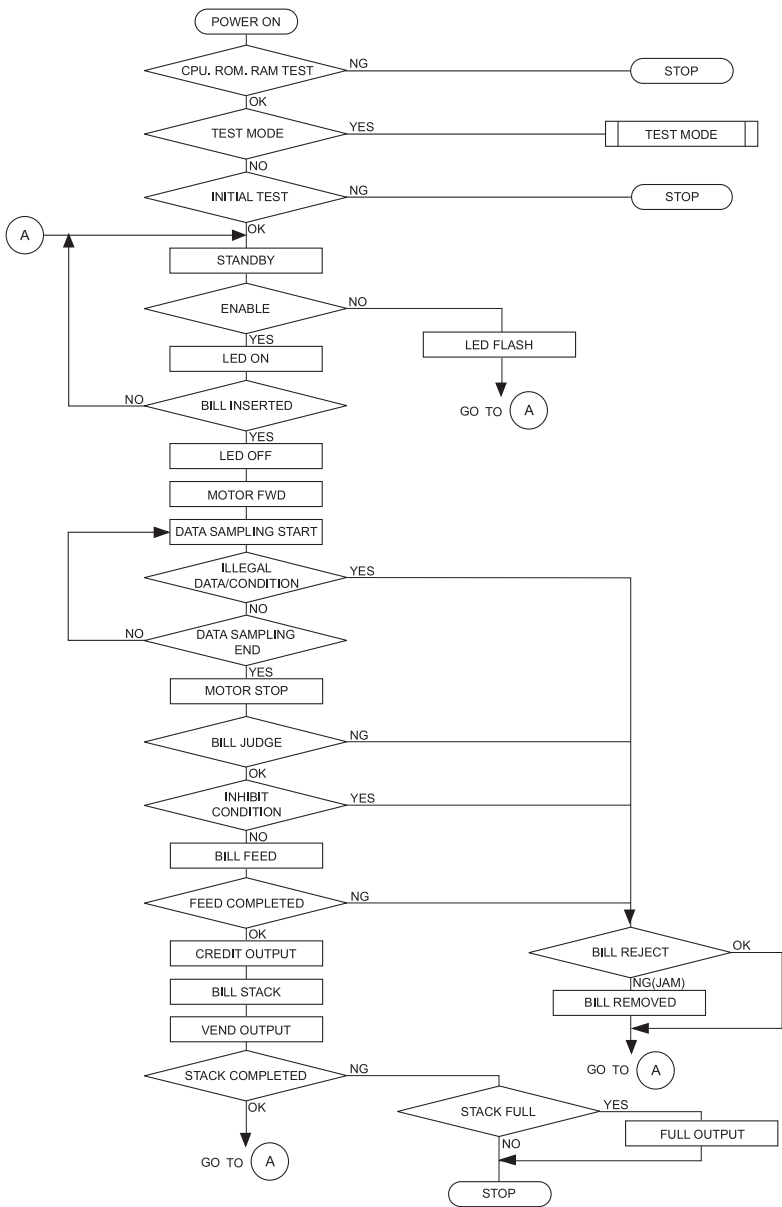 POWER ON
CPU. ROM. RAM TEST
NG
STOP
OK
TEST MODE
YES
TEST MODE
NO
INITIAL TEST
NG
STOP
OK
A
STANDBY
ENABLE
NO
YES
LED FLASH
LED ON
GO TO A
NO
BILL INSERTED
YES
LED OFF
MOTOR FWD
DATA SAMPLING START
ILLEGAL
DATA/CONDITION
YES
NO
NO
DATA SAMPLING
END
YES
MOTOR STOP
BILL JUDGE
NG
OK
INHIBIT
CONDITION
YES
NO
BILL FEED
FEED COMPLETED
NG
OK
CREDIT OUTPUT
BILL REJECT
OK
NG(JAM)
BILL STACK
BILL REMOVED
VEND OUTPUT
GO TO A
STACK COMPLETED
NG
OK
STACK FULL
YES
FULL OUTPUT
NO
GO TO A
STOP